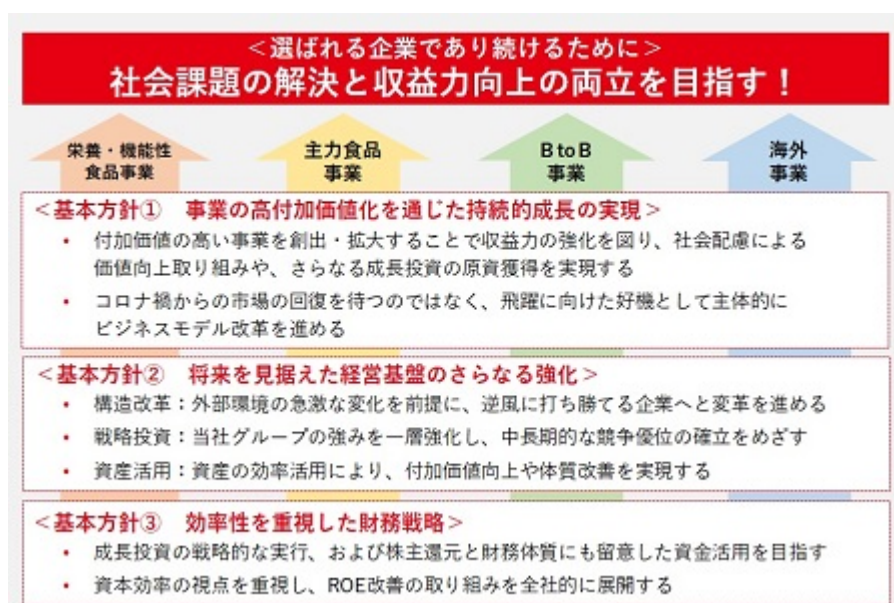 ＜選ばれる企業であり続けるために＞
社会課題の解決と収益力向上の両立を目指す！
栄養・機能性
食品事業
主力食品
事業
BtoB
事業
海外
事業
＜基本方針① 事業の高付加価値化を通じた持続的成長の実現＞
• 付加価値の高い事業を創出・拡大することで収益力の強化を図り、社会配慮による
価値向上取り組みや、さらなる成長投資の原資獲得を実現する
• コロナ禍からの市場の回復を待つのではなく、飛躍に向けた好機として主体的に
ビジネスモデル改革を進める
＜基本方針② 将来を見据えた経営基盤のさらなる強化＞
• 構造改革：外部環境の急激な変化を前提に、逆風に打ち勝てる企業へと変革を進める
• 戦略投資：当社グループの強みを一層強化し、中長期的な競争優位の確立をめざす
• 資産活用：資産の効率活用により、付加価値向上や体質改善を実現する
＜基本方針③ 効率性を重視した財務戦略＞
• 成長投資の戦略的な実行、および株主還元と財務体質にも留意した資金活用を目指す
• 資本効率の視点を重視し、ROE改善の取り組みを全社的に展開する